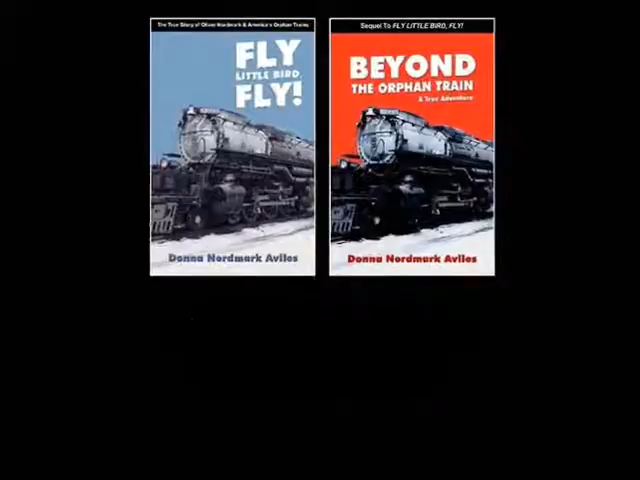 The True Story of Oliver Nordmark & America's Orphan Trains
FLY
LITTLE BIRD,
FLY!
Donna Nordmark Aviles
Sequel To FLY LITTLE BIRD, FLY!
BEYOND
THE ORPHAN TRAIN
A True Adventure
Donna Nordmark Aviles